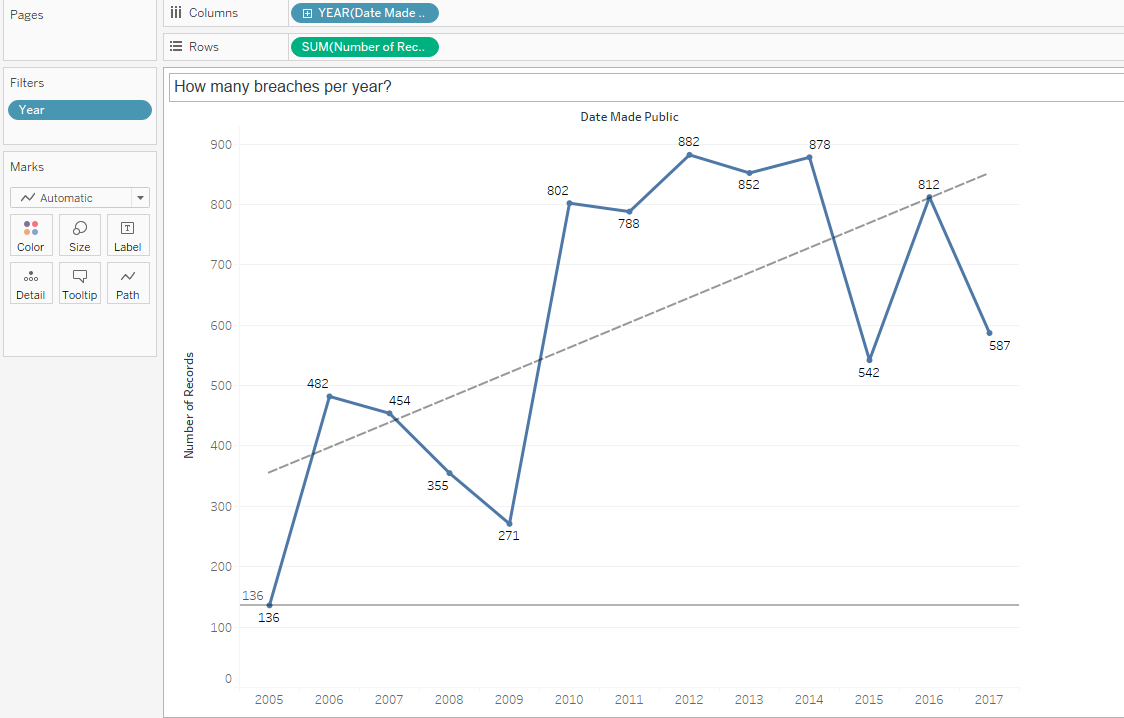 Pages
Columns
YEAR(Date Made ..
Rows
SUM(Number of Rec..
Filters
Year
Marks
Automatic
Color
Size
Label
Detail
Tooltip
Path
How many breaches per year?
Date Made Public
Number of Records
900
800
700
600
500
400
300
200
100
0
136
136
482
454
355
271
802
788
882
852
878
542
812
587
2005
2006
2007
2008
2009
2010
2011
2012
2013
2014
2015
2016
2017